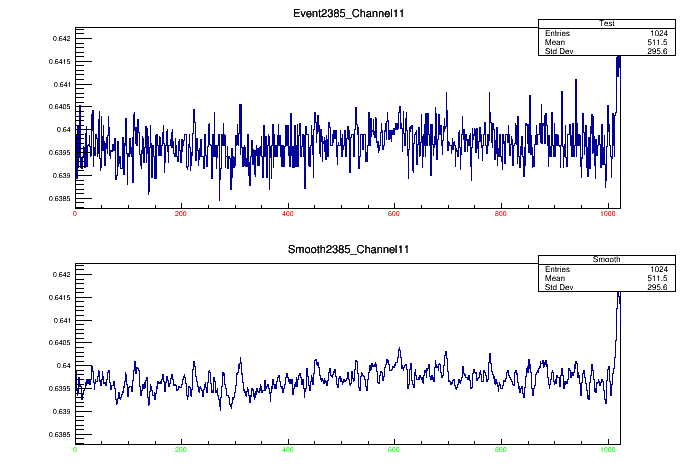 Event2385_Channel11
Test
Entries 1024
Mean 511.5
Std Dev 295.6
0.642
0.6415
0.641
0.6405
0.64
0.6395
0.639
0.6385
0 200 400 600 800 1000
Smooth2385_Channel11
Smooth
Entries 1024
Mean 511.5
Std Dev 295.6
0.642
0.6415
0.641
0.6405
0.64
0.6395
0.639
0.6385
0 200 400 600 800 1000